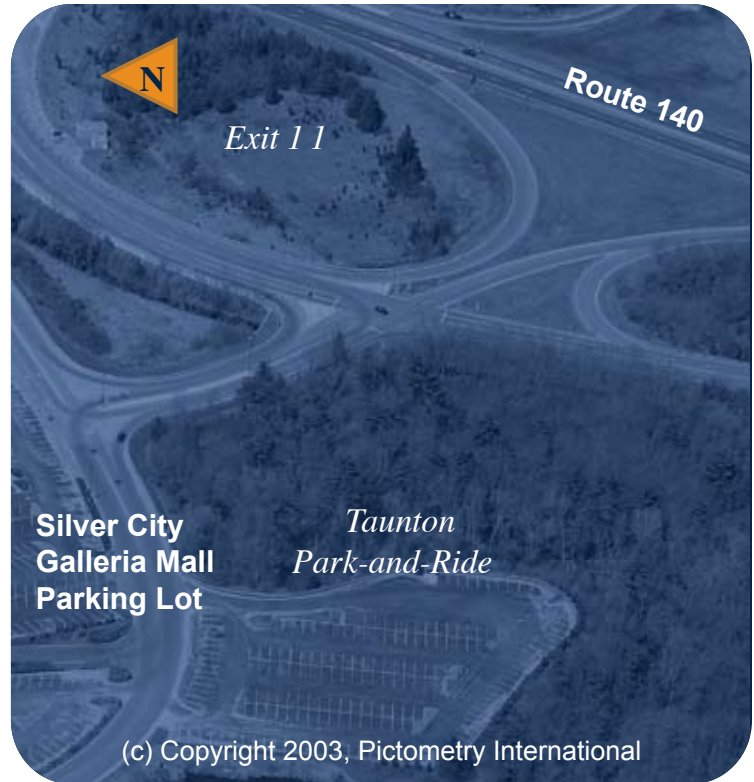 N
Route 140
Exit 1 1
Silver City
Galleria Mall
Parking Lot
Taunton
Park-and-Ride
(c) Copyright 2003, Pictometry International